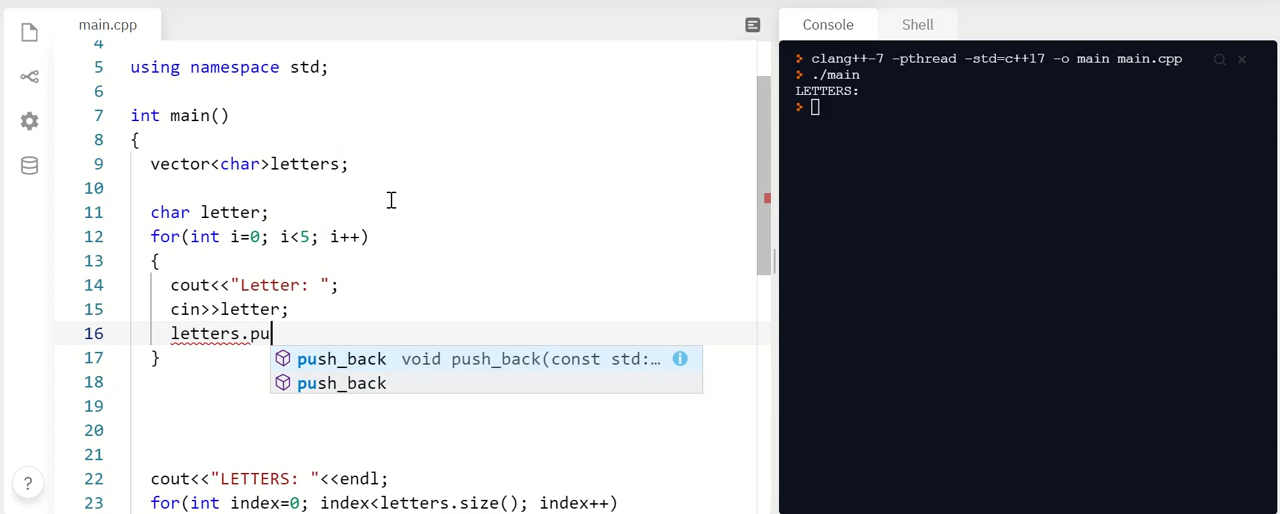 main.cpp
4
5 using namespace std;
6
7 int main()
8 {
9 vector<char>letters;
10
11 char letter;
12 for(int i=0; i<5; i++)
13 {
14 cout<<"Letter: ";
15 cin>>letter;
16 letters.pu
push_back void push_back(const std:…
push_back
17 }
18
19
20
21
22 cout<<"LETTERS: "<<endl;
23 for(int index=0; index<letters.size(); index++)
?
Console Shell
clang++-7 -pthread -std=c++17 -o main main.cpp
./main
LETTERS: